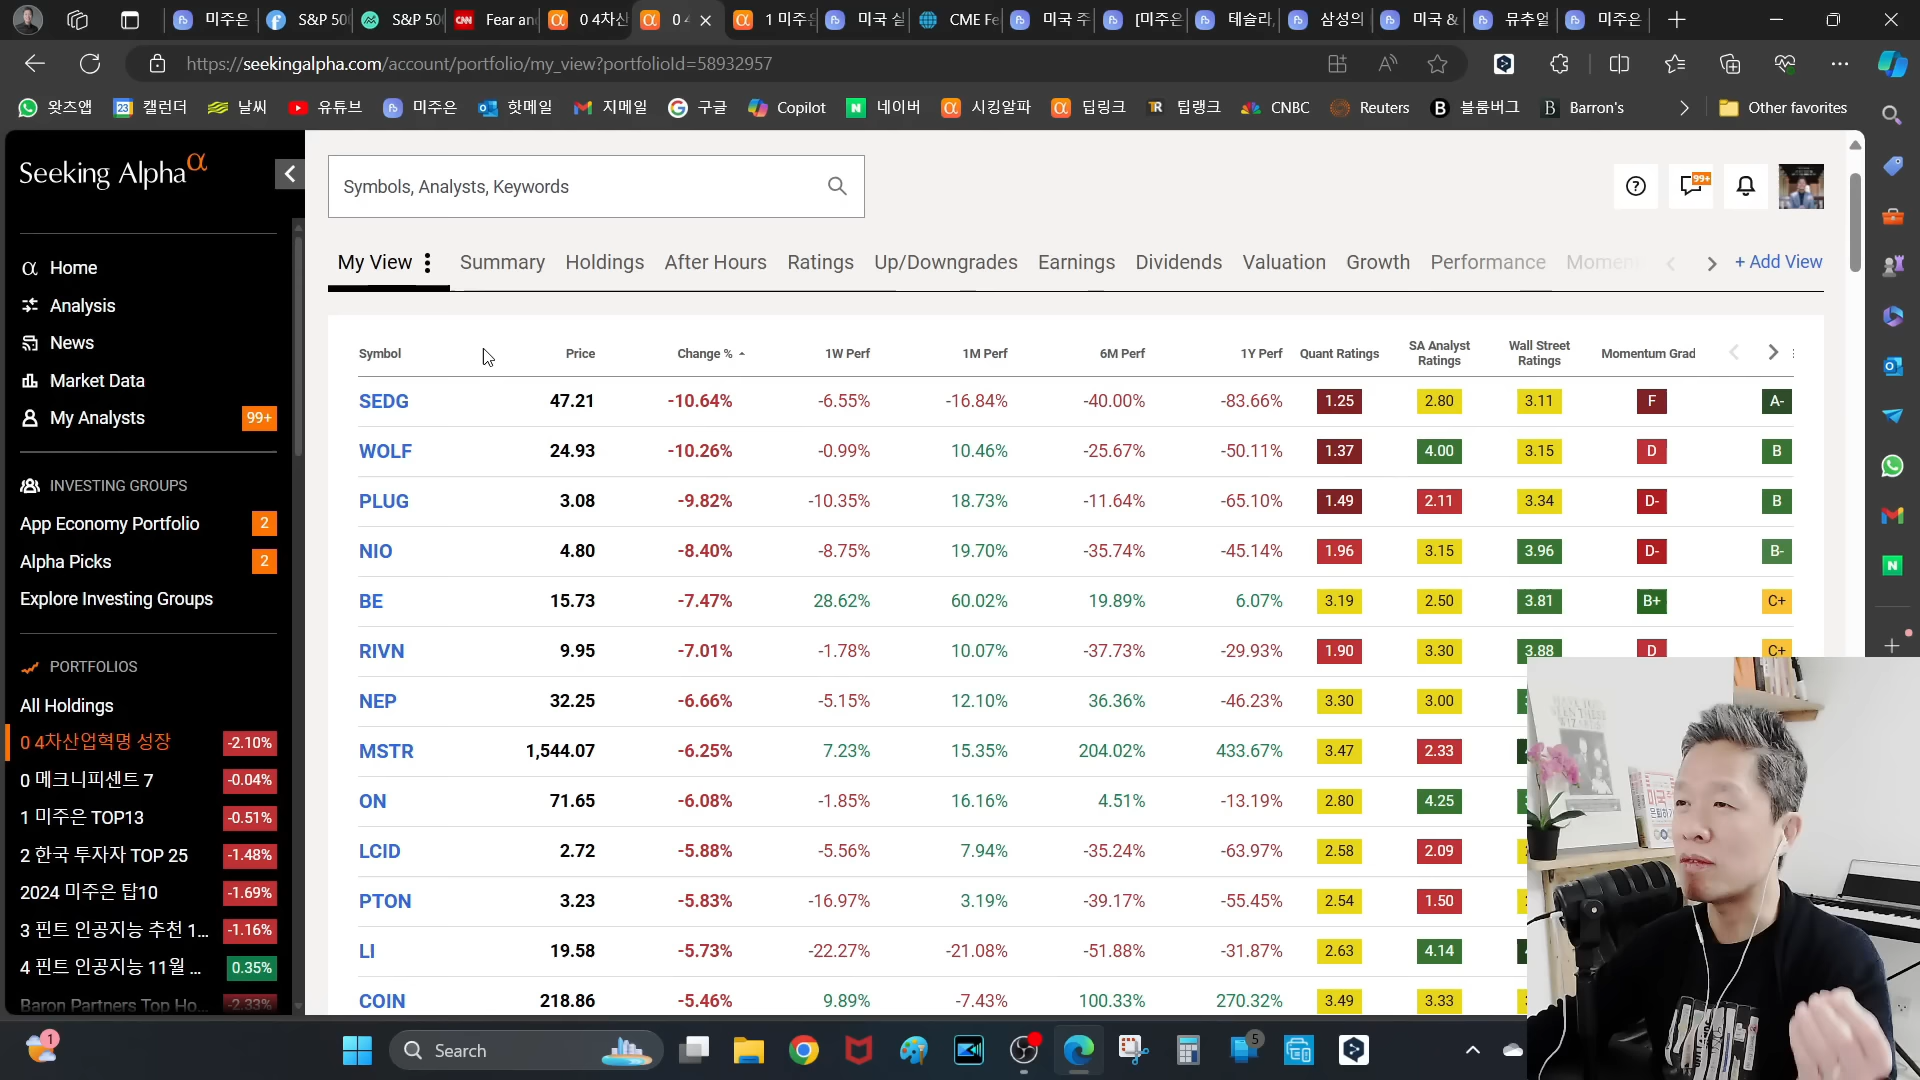 미주은
S&P 50
S&P 50
CNN Fear an
0 4차산
0 4
1 미주은
미국 실
CME Fe
미국 주
[미주은
테슬라,
삼성의
미국 &
뮤추얼
미주은
https://seekingalpha.com/account/portfolio/my_view?portfolioId=58932957
왓츠앱
캘린더
날씨
유튜브
미주은
핫메일
지메일
구글
Copilot
네이버
시킹알파
딥링크
팁랭크
CNBC
Reuters
블룸버그
Barron's
Other favorites
Seeking Alpha α
Symbols, Analysts, Keywords
99+
Home
Analysis
News
Market Data
My Analysts 99+
INVESTING GROUPS
App Economy Portfolio 2
Alpha Picks 2
Explore Investing Groups
PORTFOLIOS
All Holdings
0 4차산업혁명 성장 -2.10%
0 메크니피센트 7 -0.04%
1 미주은 TOP13 -0.51%
2 한국 투자자 TOP 25 -1.48%
2024 미주은 탑10 -1.69%
3 핀트 인공지능 추천 1... -1.16%
4 핀트 인공지능 11월 ... 0.35%
Baron Partners Top Ho... -2.33%
My View Summary Holdings After Hours Ratings Up/Downgrades Earnings Dividends Valuation Growth Performance Momen + Add View
Symbol Price Change % 1W Perf 1M Perf 6M Perf 1Y Perf Quant Ratings SA Analyst Ratings Wall Street Ratings Momentum Grad
SEDG 47.21 -10.64% -6.55% -16.84% -40.00% -83.66% 1.25 2.80 3.11 F A-
WOLF 24.93 -10.26% -0.99% 10.46% -25.67% -50.11% 1.37 4.00 3.15 D B
PLUG 3.08 -9.82% -10.35% 18.73% -11.64% -65.10% 1.49 2.11 3.34 D- B
NIO 4.80 -8.40% -8.75% 19.70% -35.74% -45.14% 1.96 3.15 3.96 D- B-
BE 15.73 -7.47% 28.62% 60.02% 19.89% 6.07% 3.19 2.50 3.81 B+ C+
RIVN 9.95 -7.01% -1.78% 10.07% -37.73% -29.93% 1.90 3.30 3.88 D C+
NEP 32.25 -6.66% -5.15% 12.10% 36.36% -46.23% 3.30 3.00
MSTR 1,544.07 -6.25% 7.23% 15.35% 204.02% 433.67% 3.47 2.33
ON 71.65 -6.08% -1.85% 16.16% 4.51% -13.19% 2.80 4.25
LCID 2.72 -5.88% -5.56% 7.94% -35.24% -63.97% 2.58 2.09
PTON 3.23 -5.83% -16.97% 3.19% -39.17% -55.45% 2.54 1.50
LI 19.58 -5.73% -22.27% -21.08% -51.88% -31.87% 2.63 4.14
COIN 218.86 -5.46% 9.89% -7.43% 100.33% 270.32% 3.49 3.33
1
Search
5